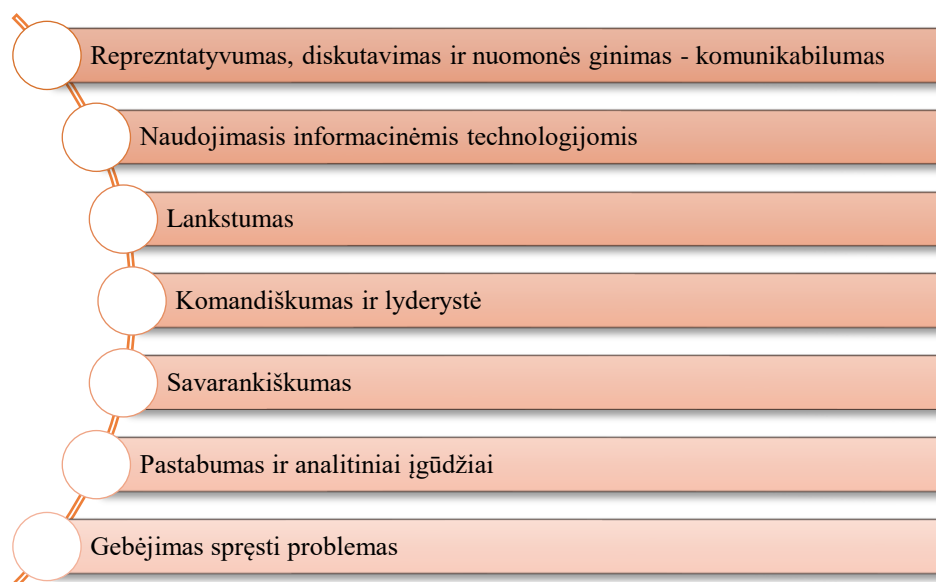 Reprezntatyvumas, diskutavimas ir nuomonės ginimas - komunikabilumas
Naudojimasis informacinėmis technologijomis
Lankstumas
Komandiškumas ir lyderystė
Savarankiškumas
Pastabumas ir analitiniai įgūdžiai
Gebėjimas spręsti problemas